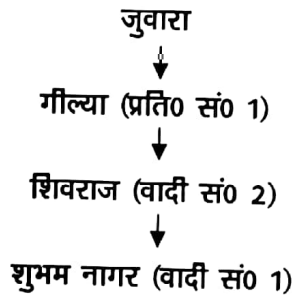 जुवारा
गील्या (प्रति0 सं0 1)
शिवराज (वादी सं0 2)
शुभम नागर (वादी सं0 1)